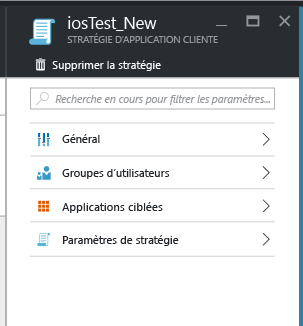 iosTest_New
STRATÉGIE D'APPLICATION CLIENTE
Supprimer la stratégie
Recherche en cours pour filtrer les paramètres...
Général
Groupes d'utilisateurs
Applications ciblées
Paramètres de stratégie